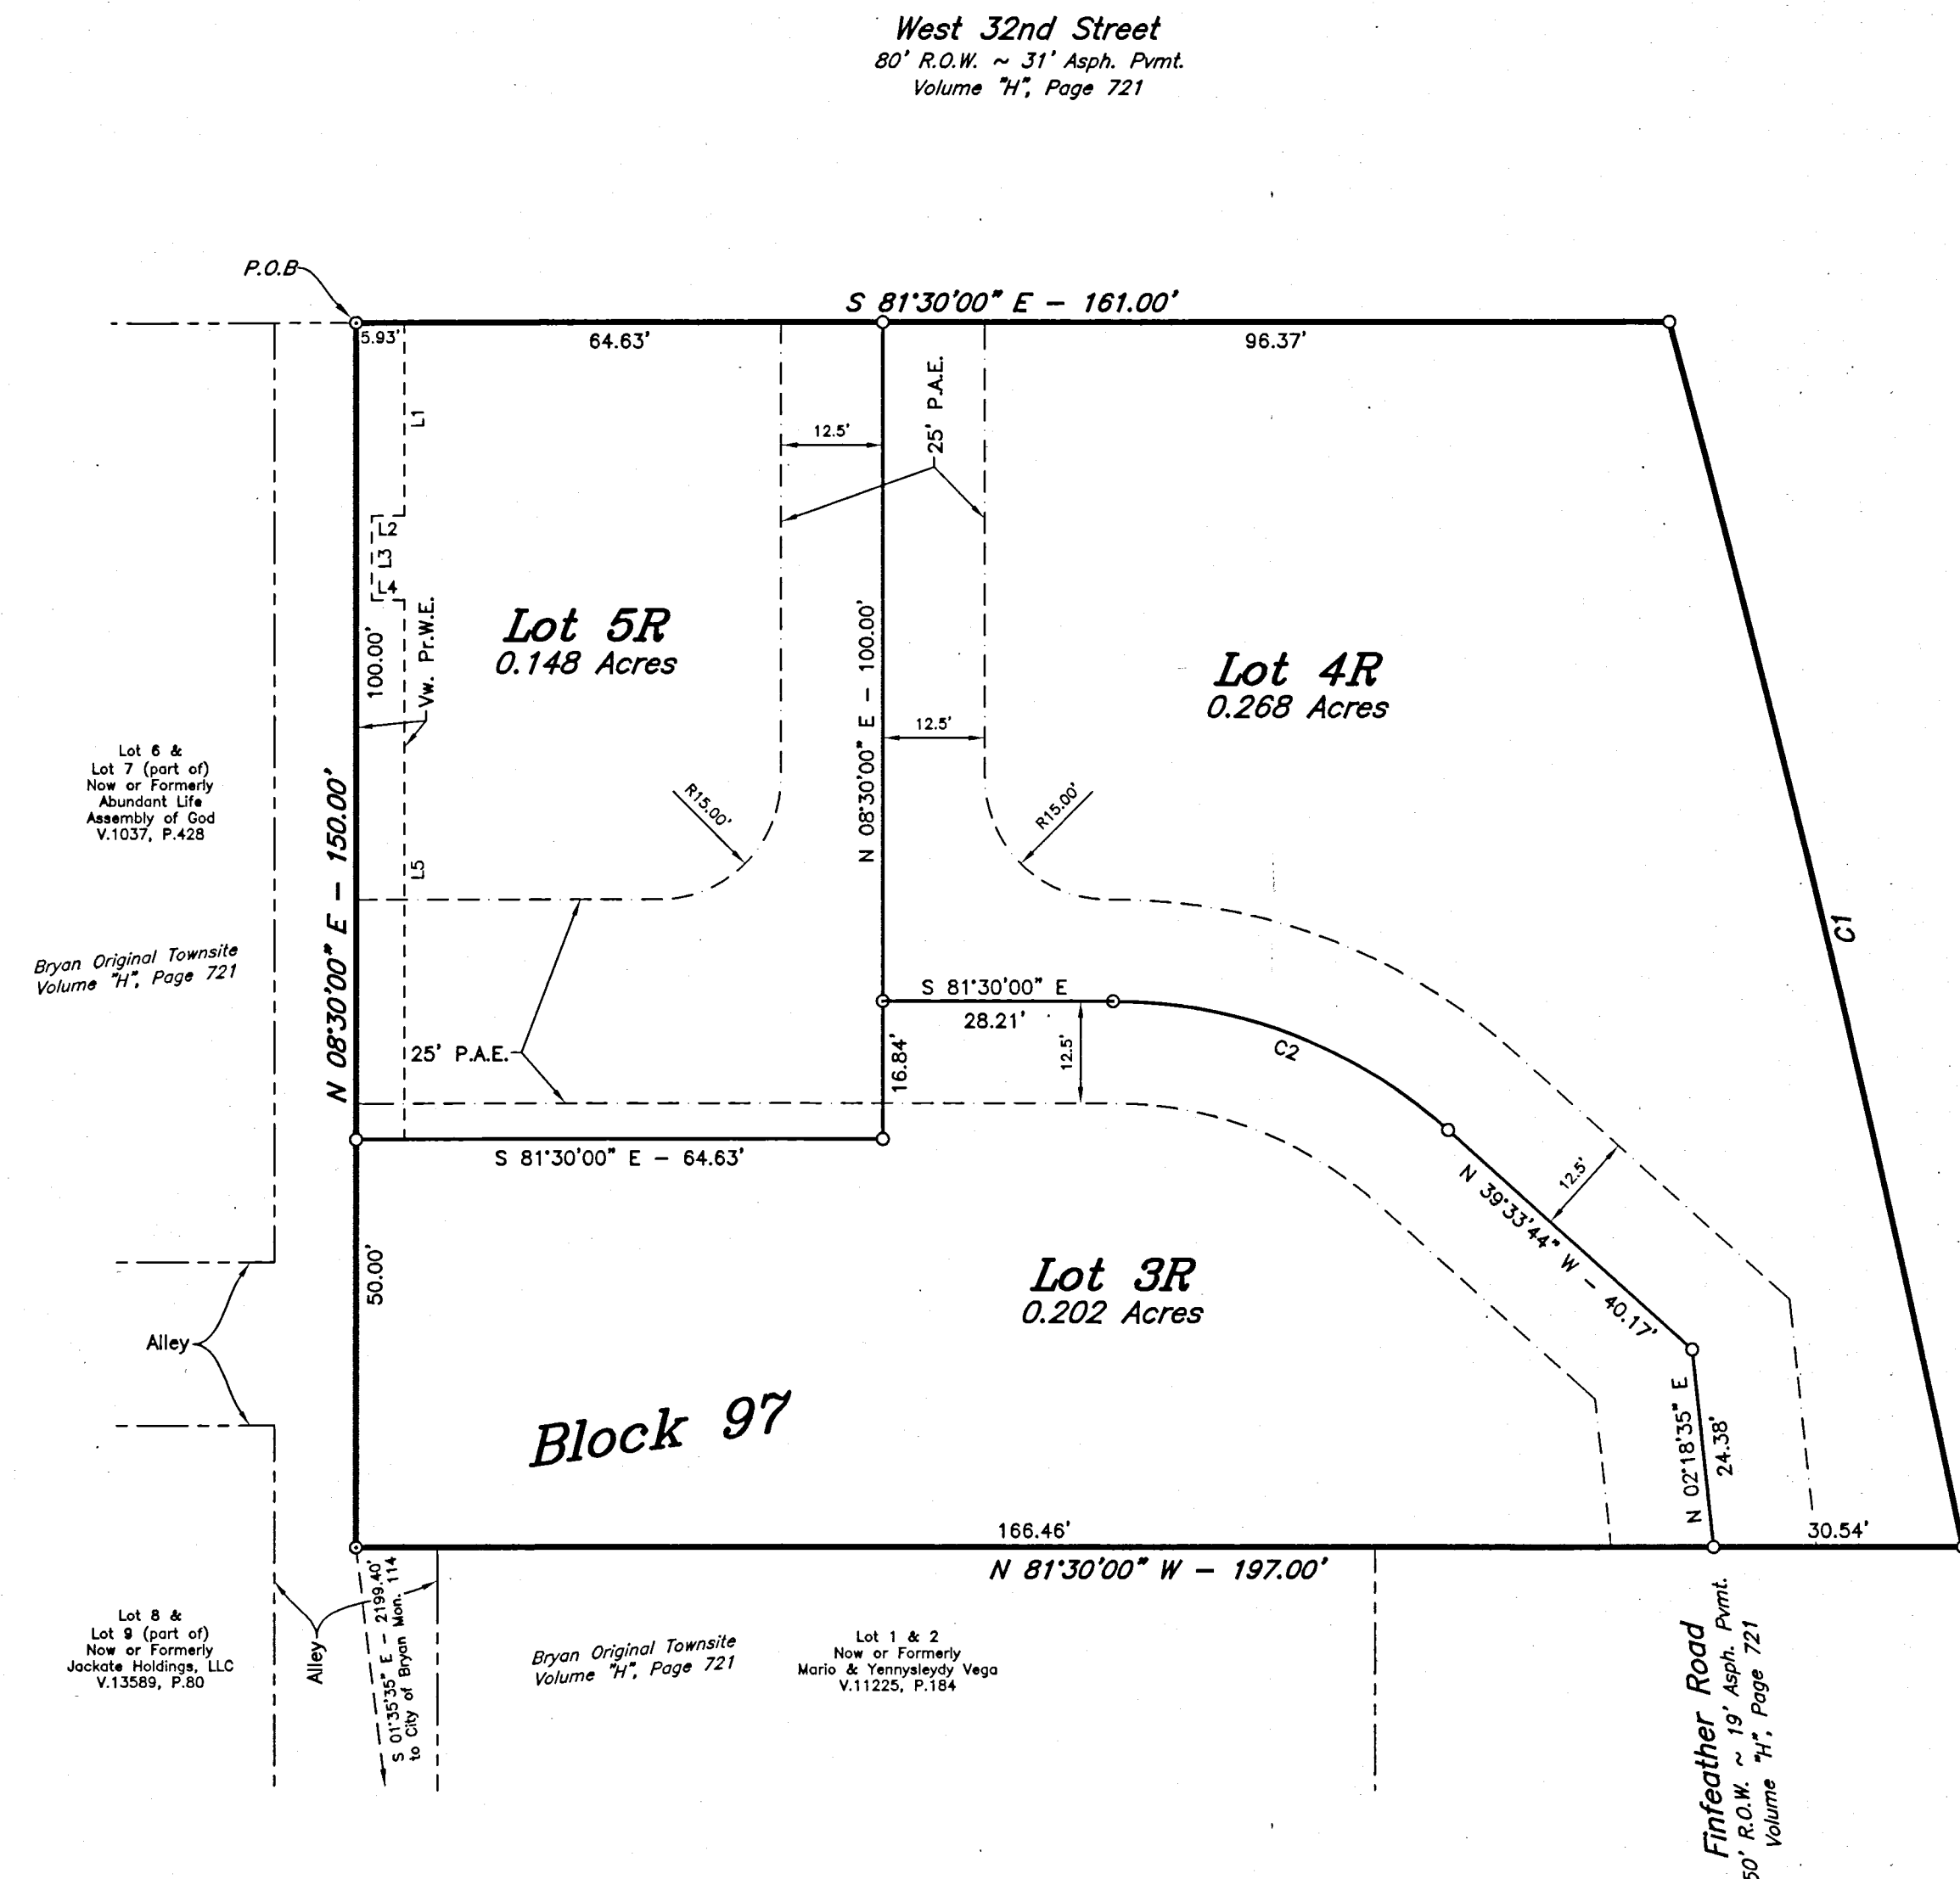 West 32nd Street
80' R.O.W. ~ 31' Asph. Pvmt.
Volume "H", Page 721
P.O.B
S 81°30'00" E - 161.00'
5.93'
64.63'
96.37'
L1
12.5'
25' P.A.E.
L2
L3
L4
100.00'
Vw. Pr.W.E.
Lot 5R
0.148 Acres
N 08°30'00" E - 100.00'
Lot 4R
0.268 Acres
12.5'
Lot 6 &
Lot 7 (part of)
Now or Formerly
Abundant Life
Assembly of God
V.1037, P.428
N 08°30'00" E - 150.00'
R15.00'
R15.00'
L5
C1
Bryan Original Townsite
Volume "H", Page 721
S 81°30'00" E
28.21'
25' P.A.E.
16.84'
12.5'
C2
S 81°30'00" E - 64.63'
12.5'
N 39°33'44" W - 40.17'
50.00'
Lot 3R
0.202 Acres
Alley
Block 97
N 02°18'35" E
24.38'
166.46'
30.54'
N 81°30'00" W - 197.00'
S 01°35'35" E - 2199.40'
to City of Bryan Mon. 114
Lot 8 &
Lot 9 (part of)
Now or Formerly
Jackate Holdings, LLC
V.13589, P.80
Alley
Bryan Original Townsite
Volume "H", Page 721
Lot 1 & 2
Now or Formerly
Mario & Yennysleydy Vega
V.11225, P.184
Finfeather Road
50' R.O.W. ~ 19' Asph. Pvmt.
Volume "H", Page 721